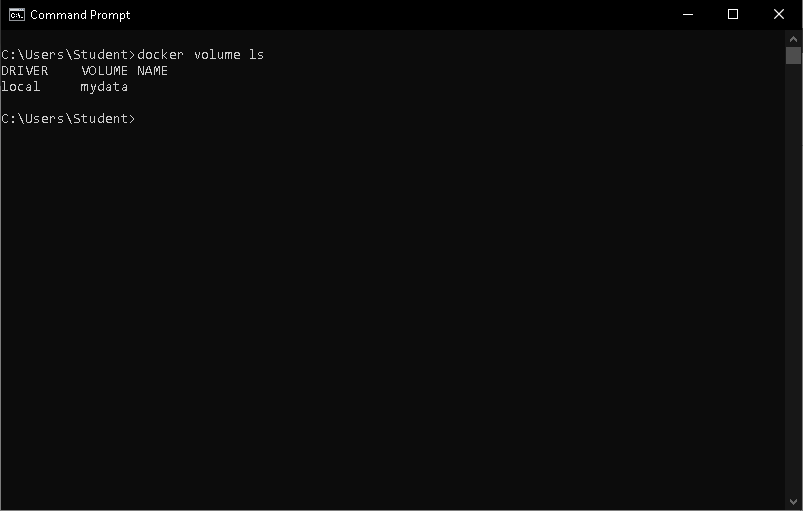 Command Prompt
C:\Users\Student>docker volume ls
DRIVER    VOLUME NAME
local     mydata
C:\Users\Student>